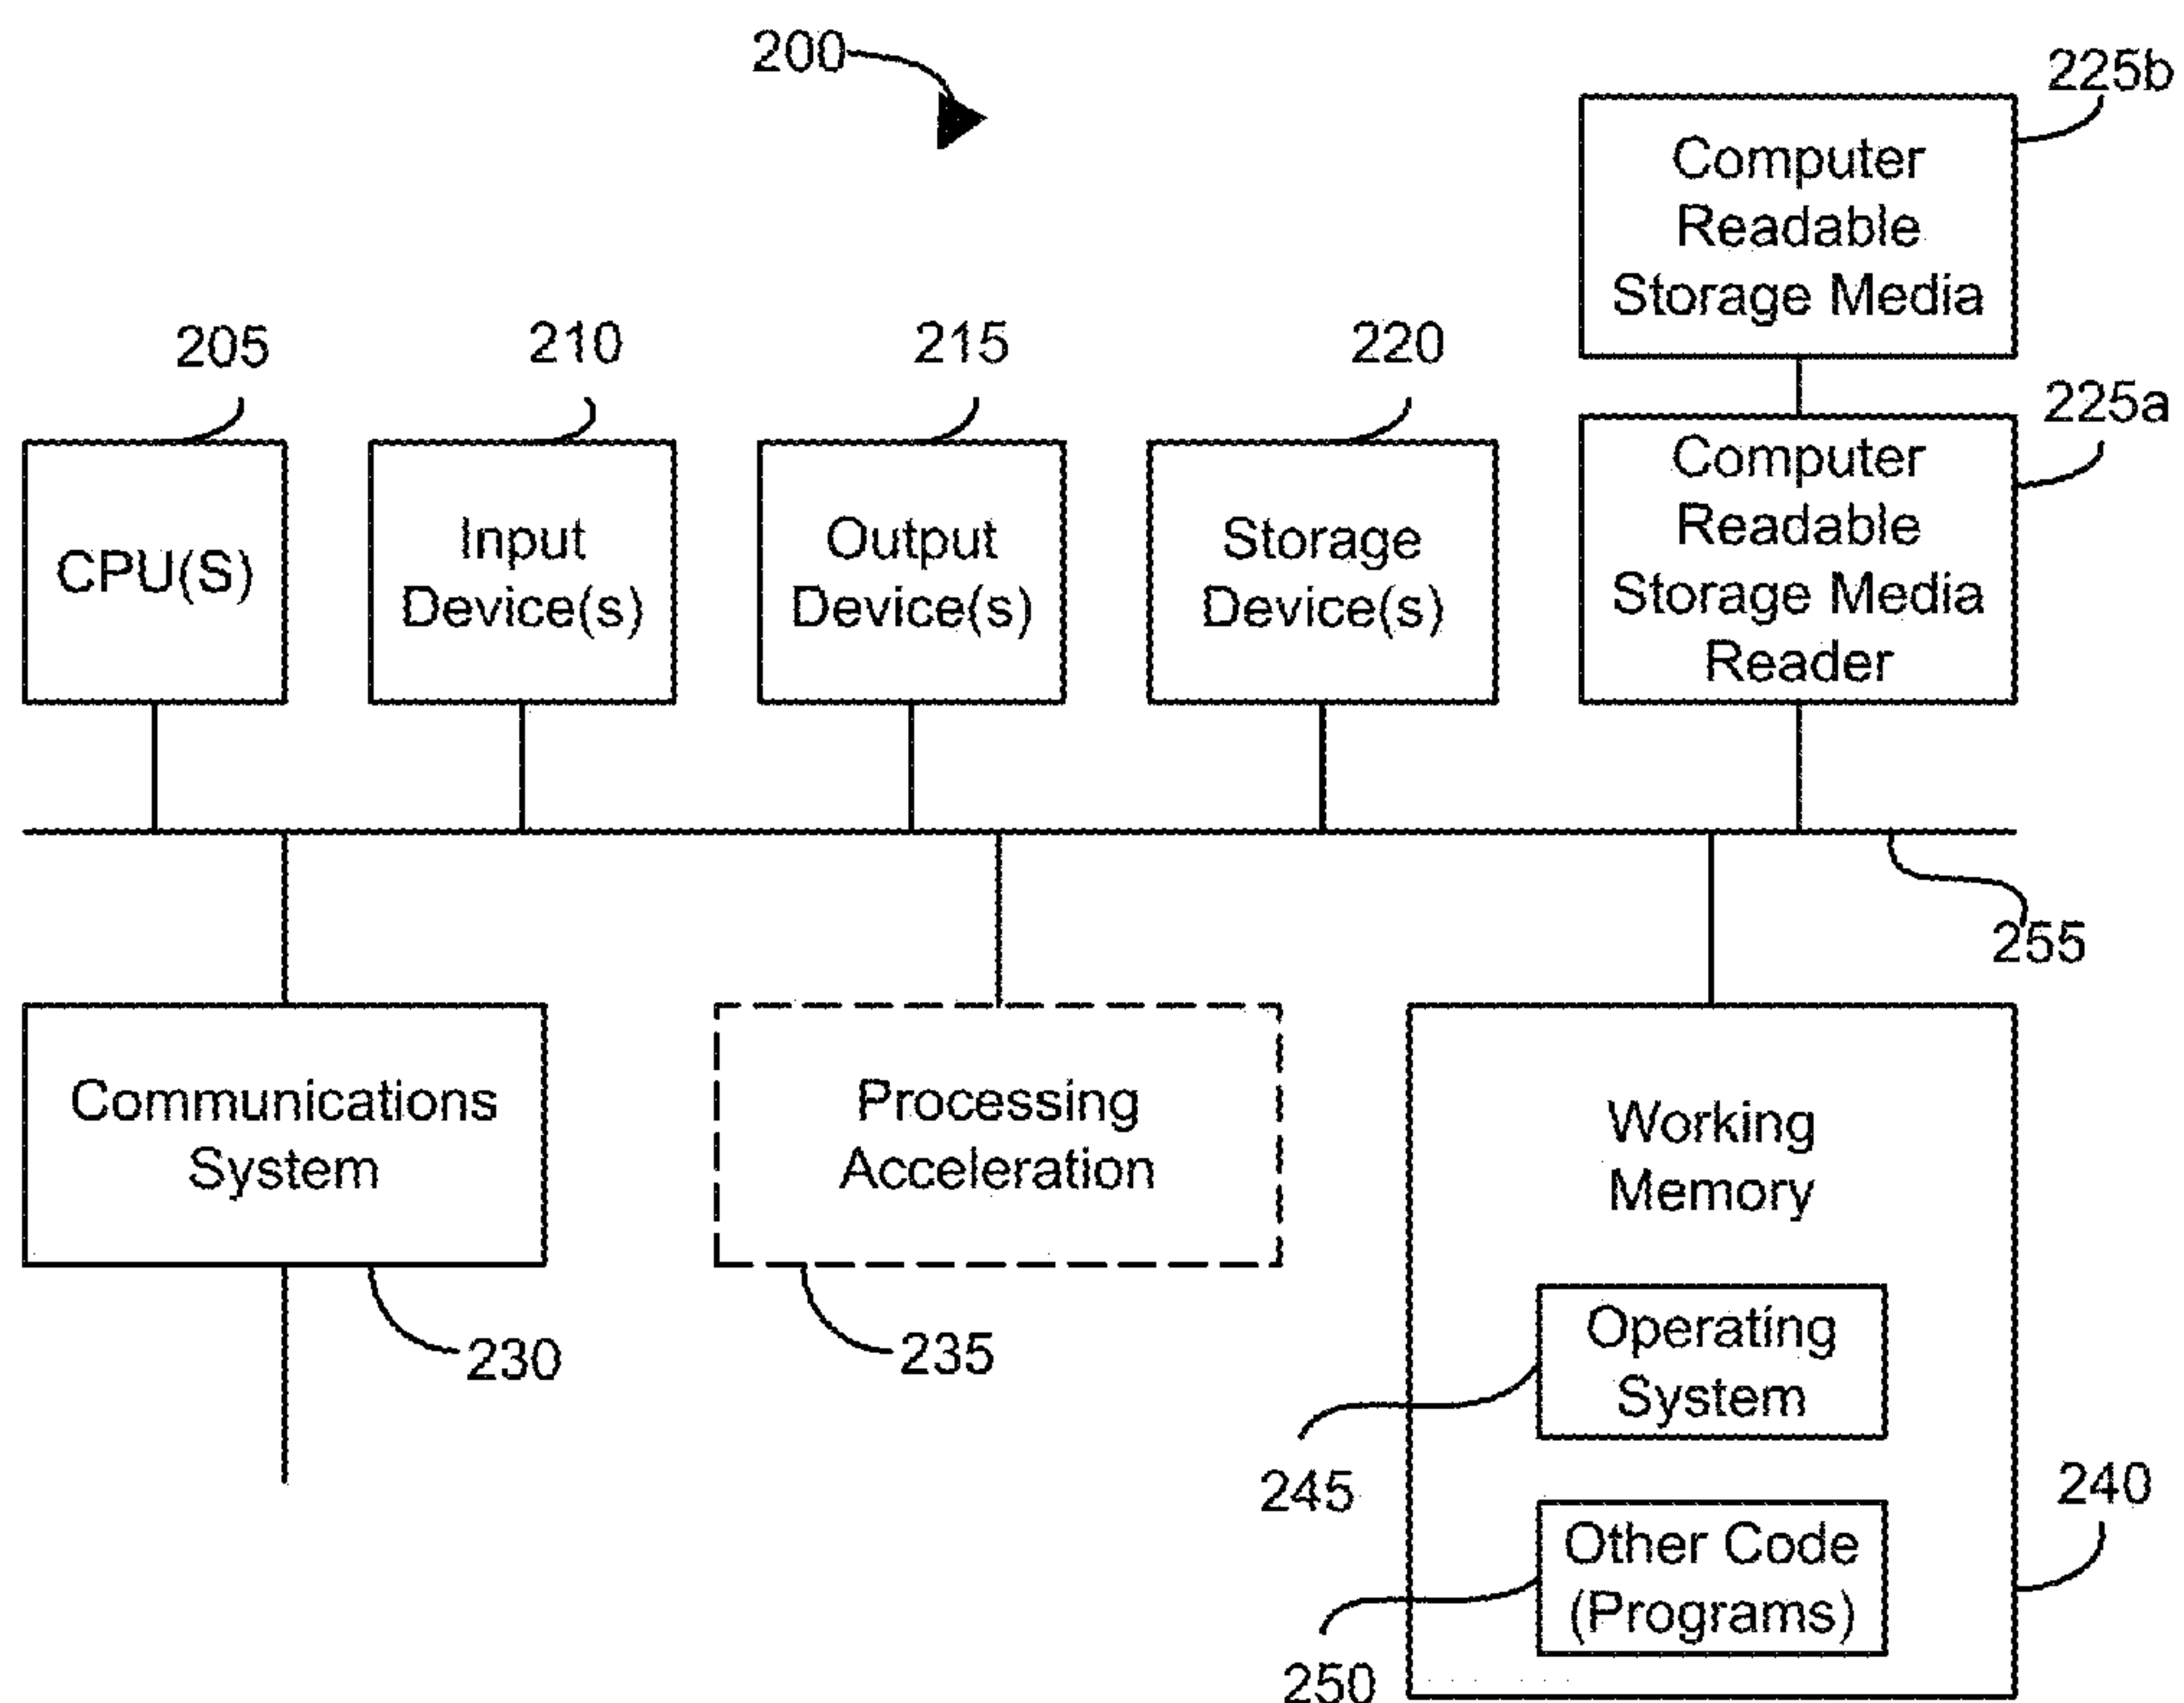 200
225b
Computer
Readable
Storage Media
205
210
215
220
225a
CPU(S)
Input
Device(s)
Output
Device(s)
Storage
Device(s)
Computer
Readable
Storage Media
Reader
255
Communications
System
230
Processing
Acceleration
235
Working
Memory
Operating
System
245
240
Other Code
(Programs)
250